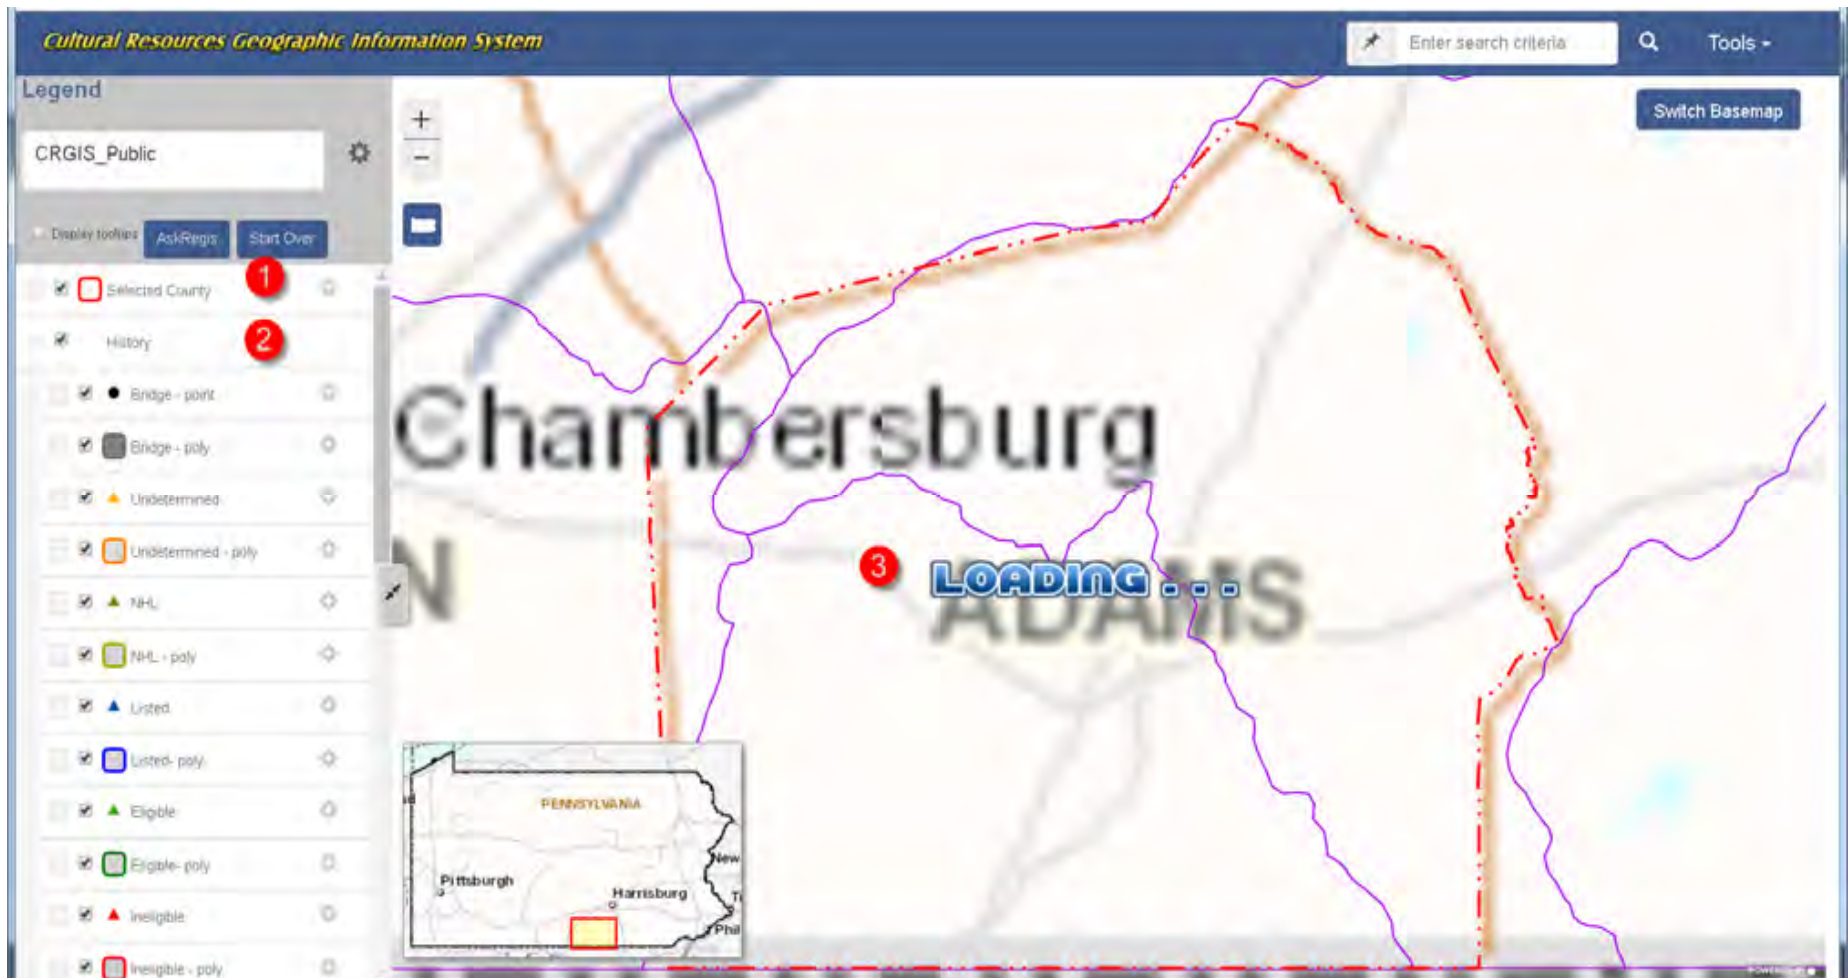 Cultural Resources Geographic Information System
Enter search criteria
Tools
Legend
CRGIS_Public
Switch Basemap
Display tooltips
AskRegis
Start Over
Selected County
1
History
2
Bridge - point
Bridge - poly
Undetermined
Undetermined - poly
NHL
NHL - poly
Listed
Listed- poly
Eligible
Eligible- poly
Ineligible
Ineligible - poly
Chambersburg
N
3
LOADING . . .
ADAMS
PENNSYLVANIA
New
Pittsburgh
Harrisburg
Phil